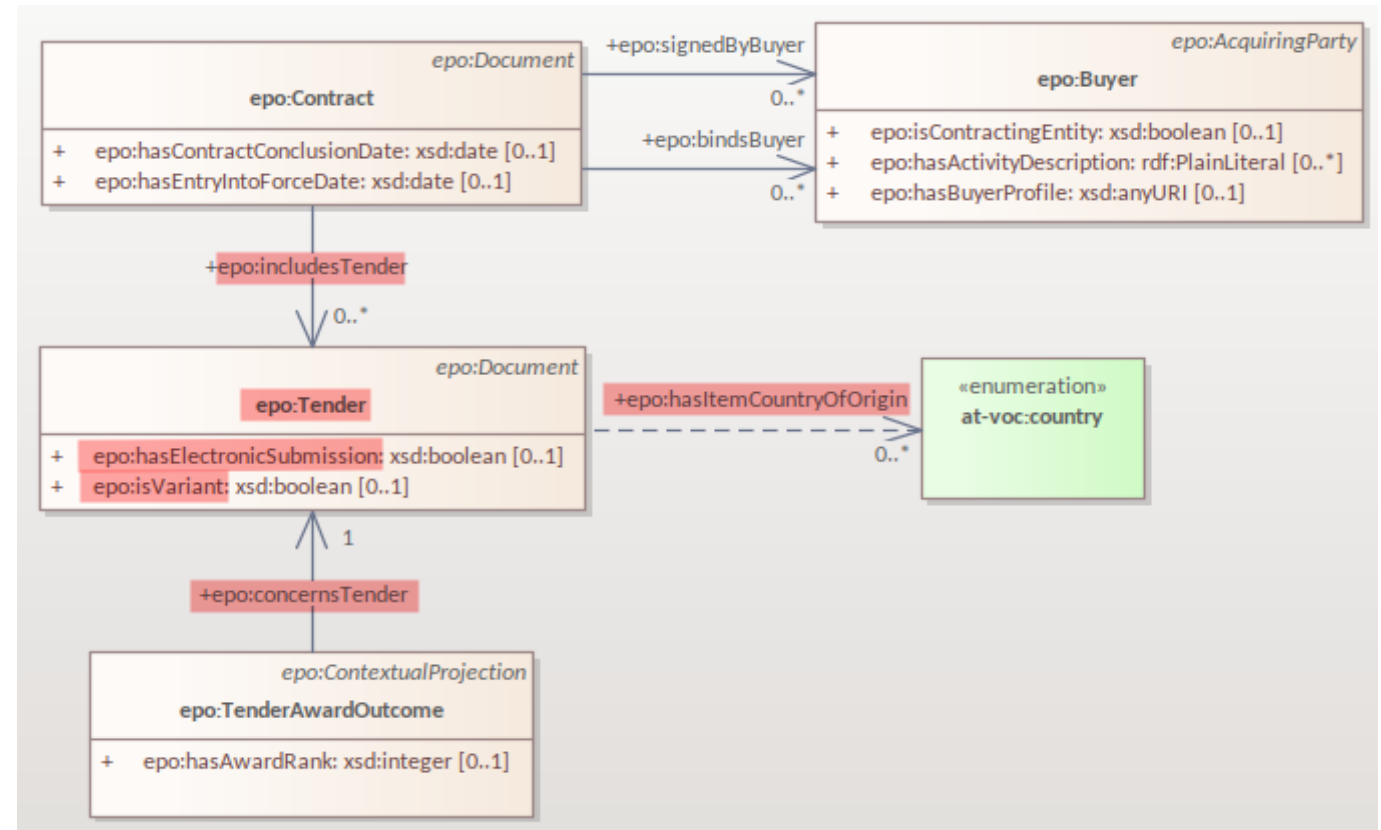 epo:Document
epo:Contract
+ epo:hasContractConclusionDate: xsd:date [0..1]
+ epo:hasEntryIntoForceDate: xsd:date [0..1]
+epo:signedByBuyer
0..*
+epo:bindsBuyer
0..*
epo:AcquiringParty
epo:Buyer
+ epo:isContractingEntity: xsd:boolean [0..1]
+ epo:hasActivityDescription: rdf:PlainLiteral [0..*]
+ epo:hasBuyerProfile: xsd:anyURI [0..1]
+epo:includesTender
0..*
epo:Document
epo:Tender
+ epo:hasElectronicSubmission: xsd:boolean [0..1]
+ epo:isVariant: xsd:boolean [0..1]
+epo:hasItemCountryOfOrigin
0..*
«enumeration»
at-voc:country
1
+epo:concernsTender
epo:ContextualProjection
epo:TenderAwardOutcome
+ epo:hasAwardRank: xsd:integer [0..1]